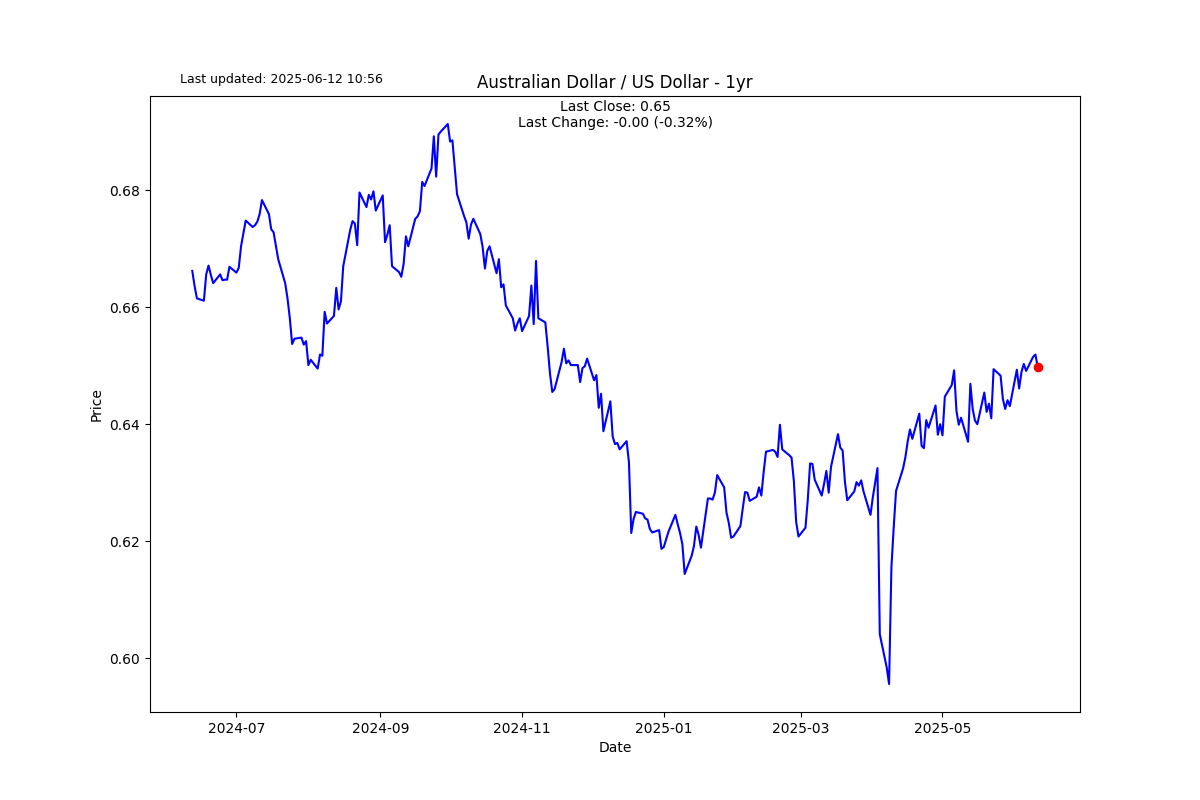 Last updated: 2025-06-12 10:56
Australian Dollar / US Dollar - 1yr
Last Close: 0.65
Last Change: -0.00 (-0.32%)
Price
0.68
0.66
0.64
0.62
0.60
2024-07
2024-09
2024-11
2025-01
2025-03
2025-05
Date